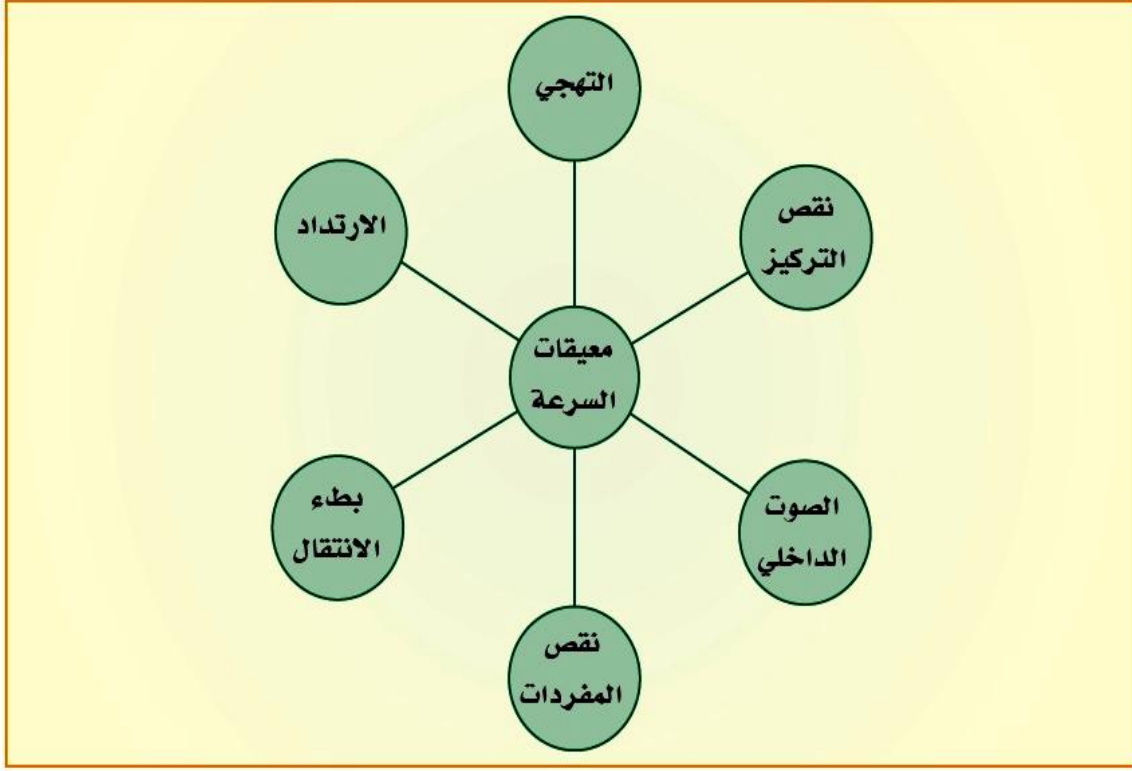 التهجي
نقص
التركيز
الارتداد
معيقات
السرعة
بطء
الانتقال
الصوت
الداخلي
نقص
المفردات